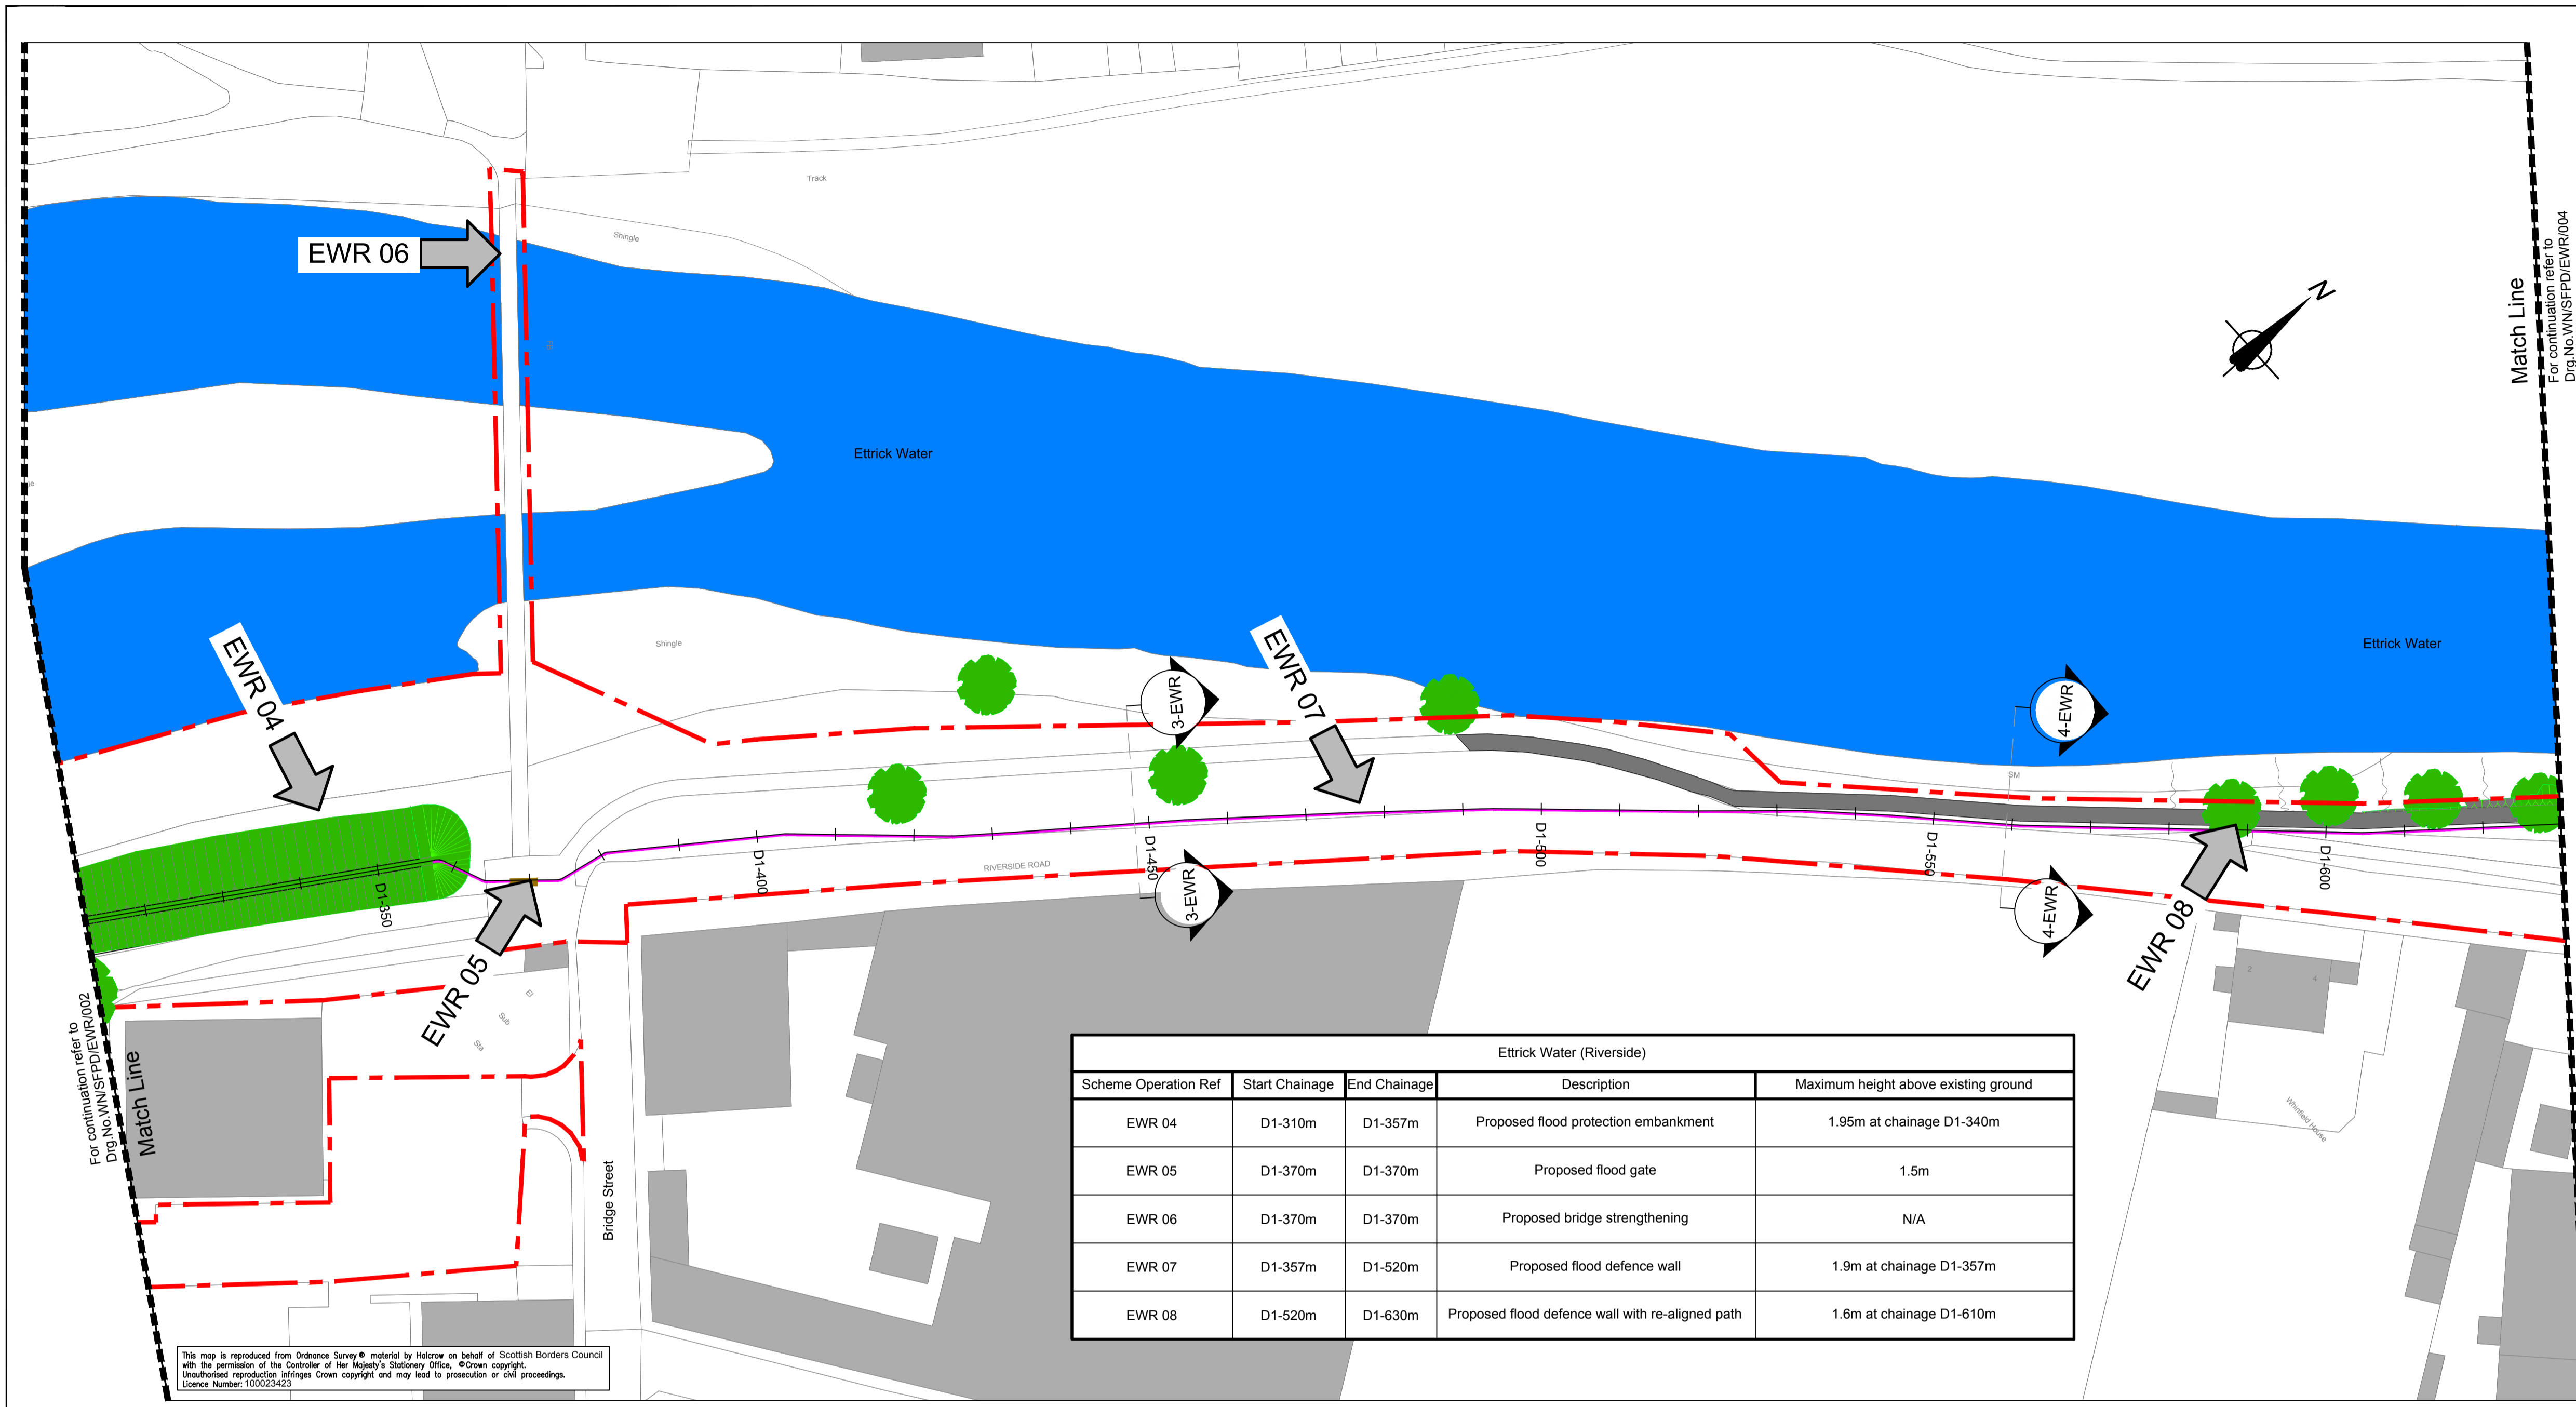 Track
Shingle
EWR 06
FB
N
Match Line
For continuation refer to
Drg.No.WN/SFPD/EWR/004
Ettrick Water
Shingle
EWR 04
EWR 07
3-EWR
4-EWR
Ettrick Water
SM
D1-350
D1-400
D1-450
D1-500
D1-550
D1-600
RIVERSIDE ROAD
3-EWR
4-EWR
EWR 05
EWR 08
El
Sub
Sta
2
4
Whinfield House
For continuation refer to
Drg.No.WN/SFPD/EWR/002
Match Line
Bridge Street
Ettrick Water (Riverside)
Scheme Operation Ref Start Chainage End Chainage Description Maximum height above existing ground
EWR 04 D1-310m D1-357m Proposed flood protection embankment 1.95m at chainage D1-340m
EWR 05 D1-370m D1-370m Proposed flood gate 1.5m
EWR 06 D1-370m D1-370m Proposed bridge strengthening N/A
EWR 07 D1-357m D1-520m Proposed flood defence wall 1.9m at chainage D1-357m
EWR 08 D1-520m D1-630m Proposed flood defence wall with re-aligned path 1.6m at chainage D1-610m
This map is reproduced from Ordnance Survey® material by Halcrow on behalf of Scottish Borders Council
with the permission of the Controller of Her Majesty's Stationery Office, ©Crown copyright.
Unauthorised reproduction infringes Crown copyright and may lead to prosecution or civil proceedings.
Licence Number: 100023423